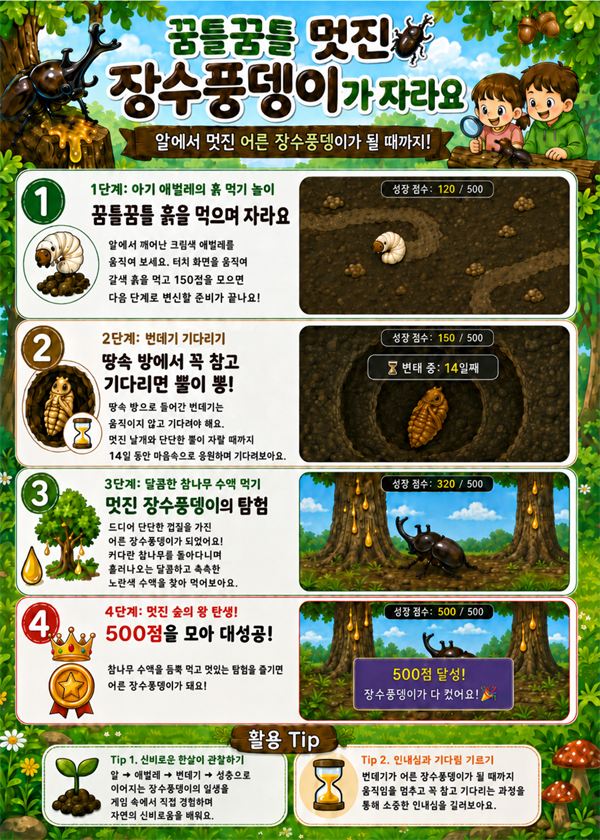 꿈틀꿈틀 멋진
장수풍뎅이가 자라요
알에서 멋진 어른 장수풍뎅이가 될 때까지!
1
1단계: 아기 애벌레의 흙 먹기 놀이
꿈틀꿈틀 흙을 먹으며 자라요
알에서 깨어난 크림색 애벌레를
움직여 보세요. 터치 화면을 움직여
갈색 흙을 먹고 150점을 모으면
다음 단계로 변신할 준비가 끝나요!
성장 점수: 120 / 500
2
2단계: 번데기 기다리기
땅속 방에서 꼭 참고
기다리면 뿔이 뿅!
땅속 방으로 들어간 번데기는
움직이지 않고 기다려야 해요.
멋진 날개와 단단한 뿔이 자랄 때까지
14일 동안 마음속으로 응원하며 기다려보아요.
성장 점수: 150 / 500
변태 중: 14일째
3
3단계: 달콤한 참나무 수액 먹기
멋진 장수풍뎅이의 탐험
드디어 단단한 껍질을 가진
어른 장수풍뎅이가 되었어요!
커다란 참나무를 돌아다니며
흘러나오는 달콤하고 촉촉한
노란색 수액을 찾아 먹어보아요.
성장 점수: 320 / 500
4
4단계: 멋진 숲의 왕 탄생!
500점을 모아 대성공!
참나무 수액을 듬뿍 먹고 멋있는 탐험을 즐기면
어른 장수풍뎅이가 돼요!
성장 점수: 500 / 500
500점 달성!
장수풍뎅이가 다 컸어요!🎉
활용 Tip
Tip 1. 신비로운 한살이 관찰하기
알 → 애벌레 → 번데기 → 성충으로
이어지는 장수풍뎅이의 일생을
게임 속에서 직접 경험하며
자연의 신비로움을 배워요.
Tip 2. 인내심과 기다림 기르기
번데기가 어른 장수풍뎅이가 될 때까지
움직임을 멈추고 꼭 참고 기다리는 과정을
통해 소중한 인내심을 길러보아요.